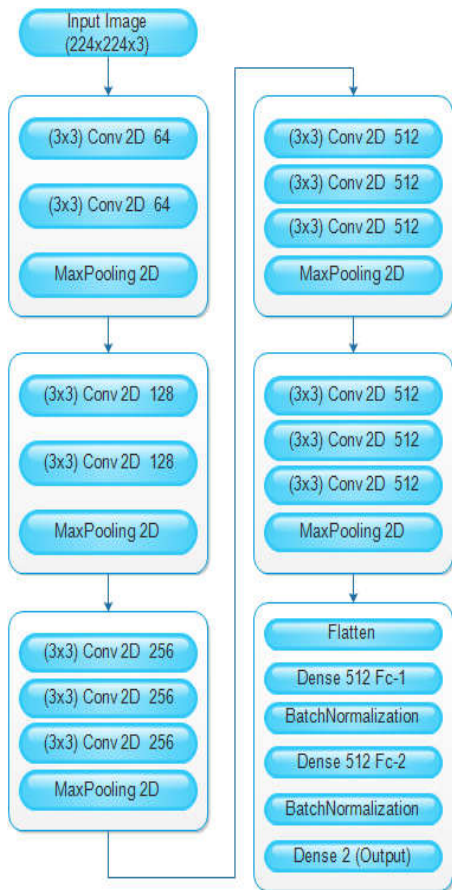 Input Image
(224x224x3)
(3x3) Conv 2D 64
(3x3) Conv 2D 64
MaxPooling 2D
(3x3) Conv 2D 128
(3x3) Conv 2D 128
MaxPooling 2D
(3x3) Conv 2D 256
(3x3) Conv 2D 256
(3x3) Conv 2D 256
MaxPooling 2D
(3x3) Conv 2D 512
(3x3) Conv 2D 512
(3x3) Conv 2D 512
MaxPooling 2D
(3x3) Conv 2D 512
(3x3) Conv 2D 512
(3x3) Conv 2D 512
MaxPooling 2D
Flatten
Dense 512 Fc-1
BatchNormalization
Dense 512 Fc-2
BatchNormalization
Dense 2 (Output)